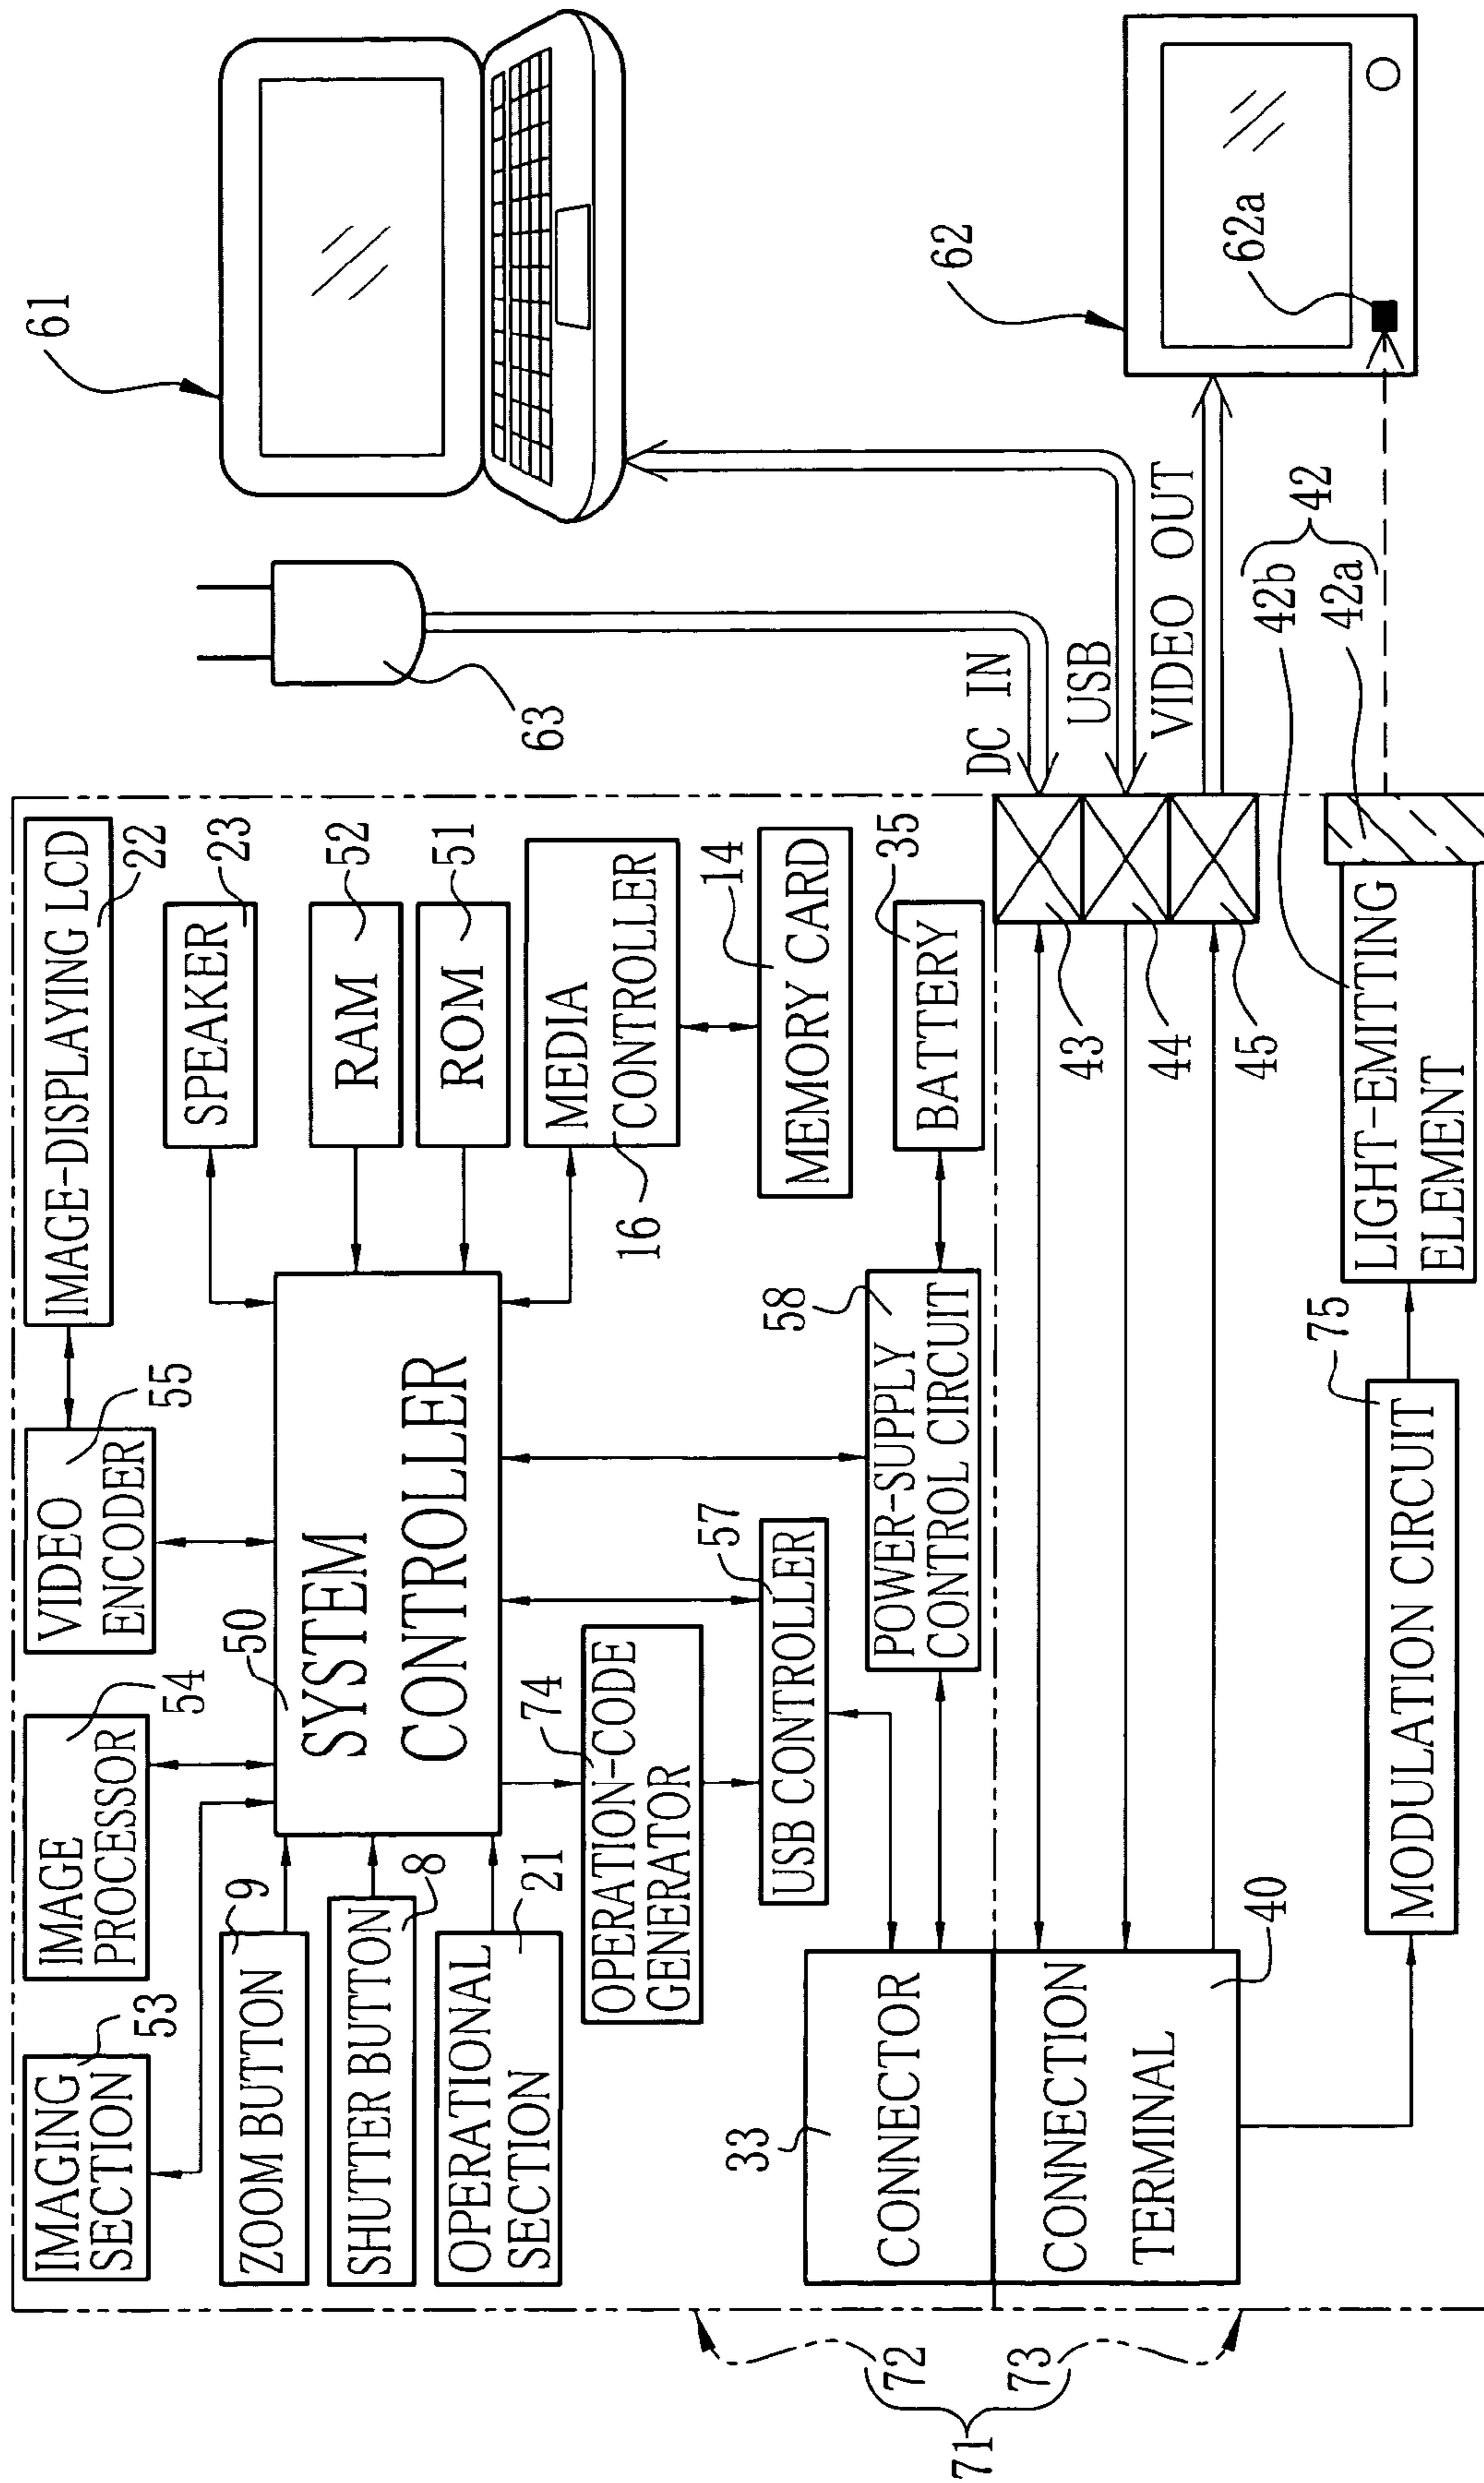 IMAGING
SECTION
53
IMAGE
PROCESSOR
54
VIDEO
ENCODER
55
IMAGE-DISPLAYING LCD
22
ZOOM BUTTON
9
SHUTTER BUTTON
8
OPERATIONAL
SECTION
21
50
SYSTEM
CONTROLLER
SPEAKER
23
RAM
52
ROM
51
MEDIA
CONTROLLER
16
MEMORY CARD
14
OPERATION-CODE
GENERATOR
74
USB CONTROLLER
57
POWER-SUPPLY
CONTROL CIRCUIT
58
BATTERY
35
33
CONNECTOR
CONNECTION
TERMINAL
40
43
44
45
DC IN
USB
VIDEO OUT
MODULATION CIRCUIT
75
LIGHT-EMITTING
ELEMENT
42b
42a
42
61
62
62a
63
71
72
73